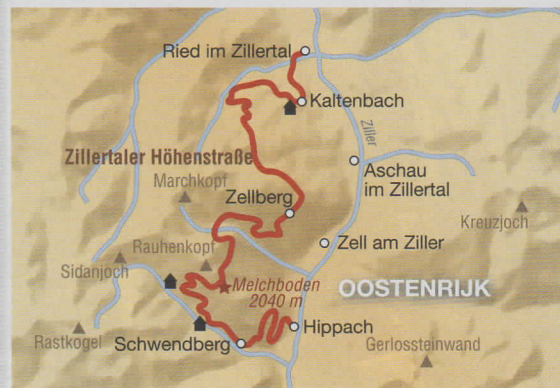 Ried im Zillertal
Kaltenbach
Ziller
Zillertaler Höhenstraße
Aschau
im Zillertal
Marchkopf
Zellberg
Kreuzjoch
Zell am Ziller
Rauhenkopf
Sidanjoch
Melchboden
2040 m
OOSTENRIJK
Hippach
Rastkogel
Schwendberg
Gerlossteinwand